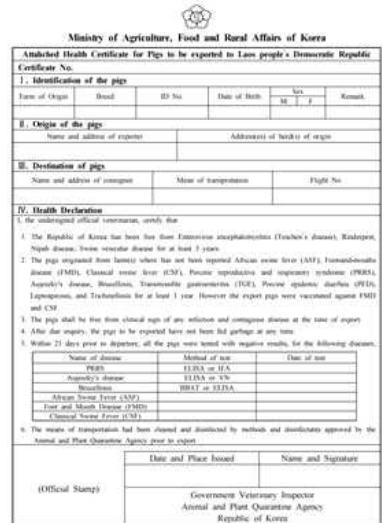 Ministry of Agriculture, Food and Rural Affairs of Korea
Attabched Health Certificate for Pigs to be exported to Laos people's Democratic Republic
Certificate No.
Ⅰ. Identification of the pigs
Farm of Origin Breed ID No. Date of Birth Sex Remark
M F
Ⅱ. Origin of the pigs
Name and address of exporter Address(es) of herd(s) of origin
Ⅲ. Destination of pigs
Name and address of consignee Mean of transportation Flight No
Ⅳ. Health Declaration
I, the undersigned official veterinarian, certify that
1. The Republic of Korea has been free from Enterovirus encephalomyelitis (Teschen's disease), Rinderpest,
Nipah disease, Swine vesicular disease for at least 3 years.
2. The pigs originated from farm(s) where has not been reported African swine fever (ASF), Foot-and-mouth
disease (FMD), Classical swine fever (CSF), Porcine reproductive and respiratory syndrome (PRRS),
Aujeszky's disease, Brucellosis, Transmissible gastroenteritis (TGE), Porcine epidemic diarrhea (PED),
Leptospirosis, and Trichinellosis for at least 1 year. However the export pigs were vaccinated against FMD
and CSF.
3. The pigs shall be free from clinical sign of any infection and contagious disease at the time of export.
4. After due enquiry, the pigs to be exported have not been fed garbage at any time.
5. Within 21 days prior to departure, all the pigs were tested with negative results, for the following diseases.
Name of disease Method of test Date of test
PRRS ELISA or IFA
Aujeszky's disease ELISA or VN
Brucellosis RBAT or ELISA
African Swine Fever (ASF)
Foot and Mouth Disease (FMD)
Classical Swine Fever (CSF)
6. The means of transportation had been cleaned and disinfected by methods and disinfectants approved by the
Animal and Plant Quarantine Agency prior to export.
Date and Place Issued Name and Signature
(Official Stamp)
Government Veterinary Inspector
Animal and Plant Quarantine Agency
Republic of Korea